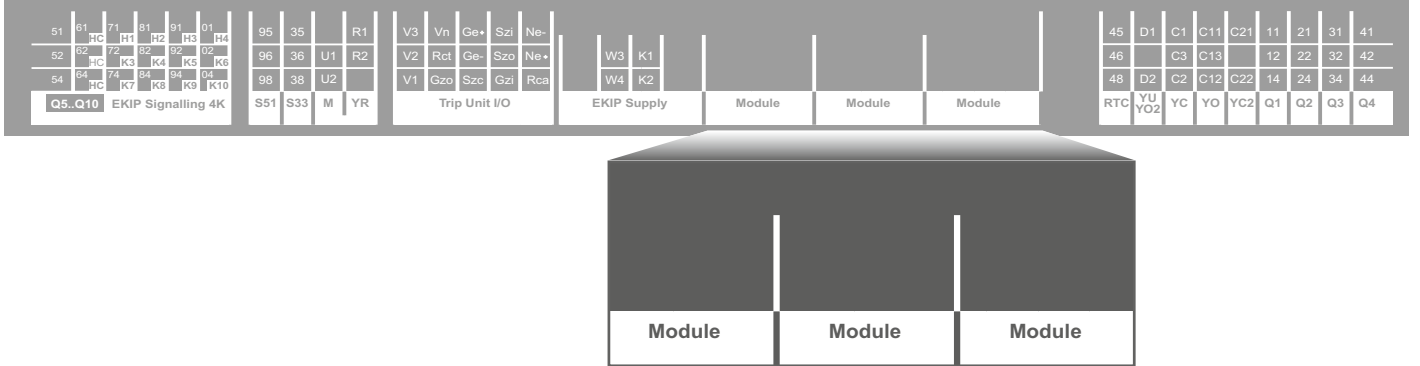 51 61 HC 71 H1 81 H2 91 H3 01 H4 95 35 R1 V3 Vn Ge+ Szi Ne- 45 D1 C1 C11 C21 11 21 31 41
52 62 HC 72 K3 82 K4 92 K5 02 K6 96 36 U1 R2 V2 Rct Ge- Szo Ne+ W3 K1 46 C3 C13 12 22 32 42
54 64 HC 74 K7 84 K8 94 K9 04 K10 98 38 U2 V1 Gzo Szc Gzi Rca W4 K2 48 D2 C2 C12 C22 14 24 34 44
Q5..Q10 EKIP Signalling 4K S51 S33 M YR Trip Unit I/O EKIP Supply Module Module Module RTC YU YO2 YC YO YC2 Q1 Q2 Q3 Q4
Module Module Module